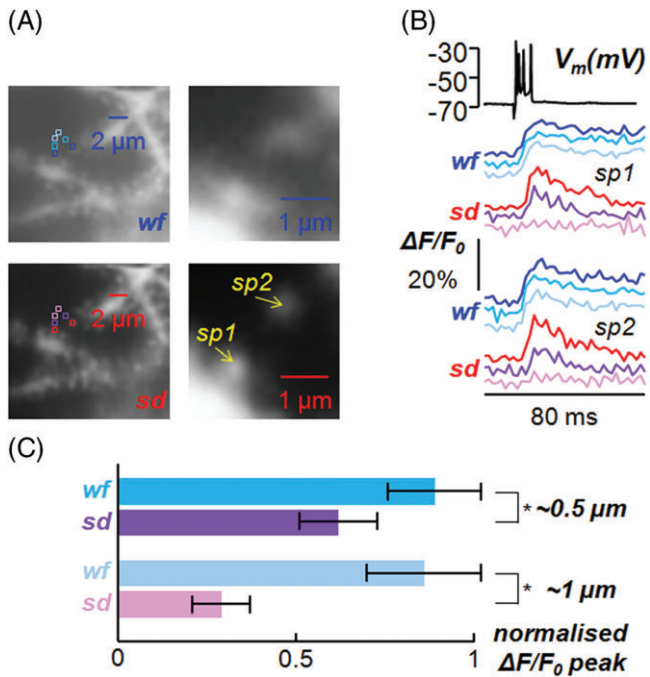 (A)
2 µm
wf
1 µm
2 µm
sd
sp2
sp1
1 µm
(B)
-30
-50
-70
Vm(mV)
wf
sp1
sd
ΔF/F0
20%
wf
sp2
sd
80 ms
(C)
wf
sd
* ~0.5 µm
wf
sd
* ~1 µm
0
0.5
1
normalised
ΔF/F0 peak